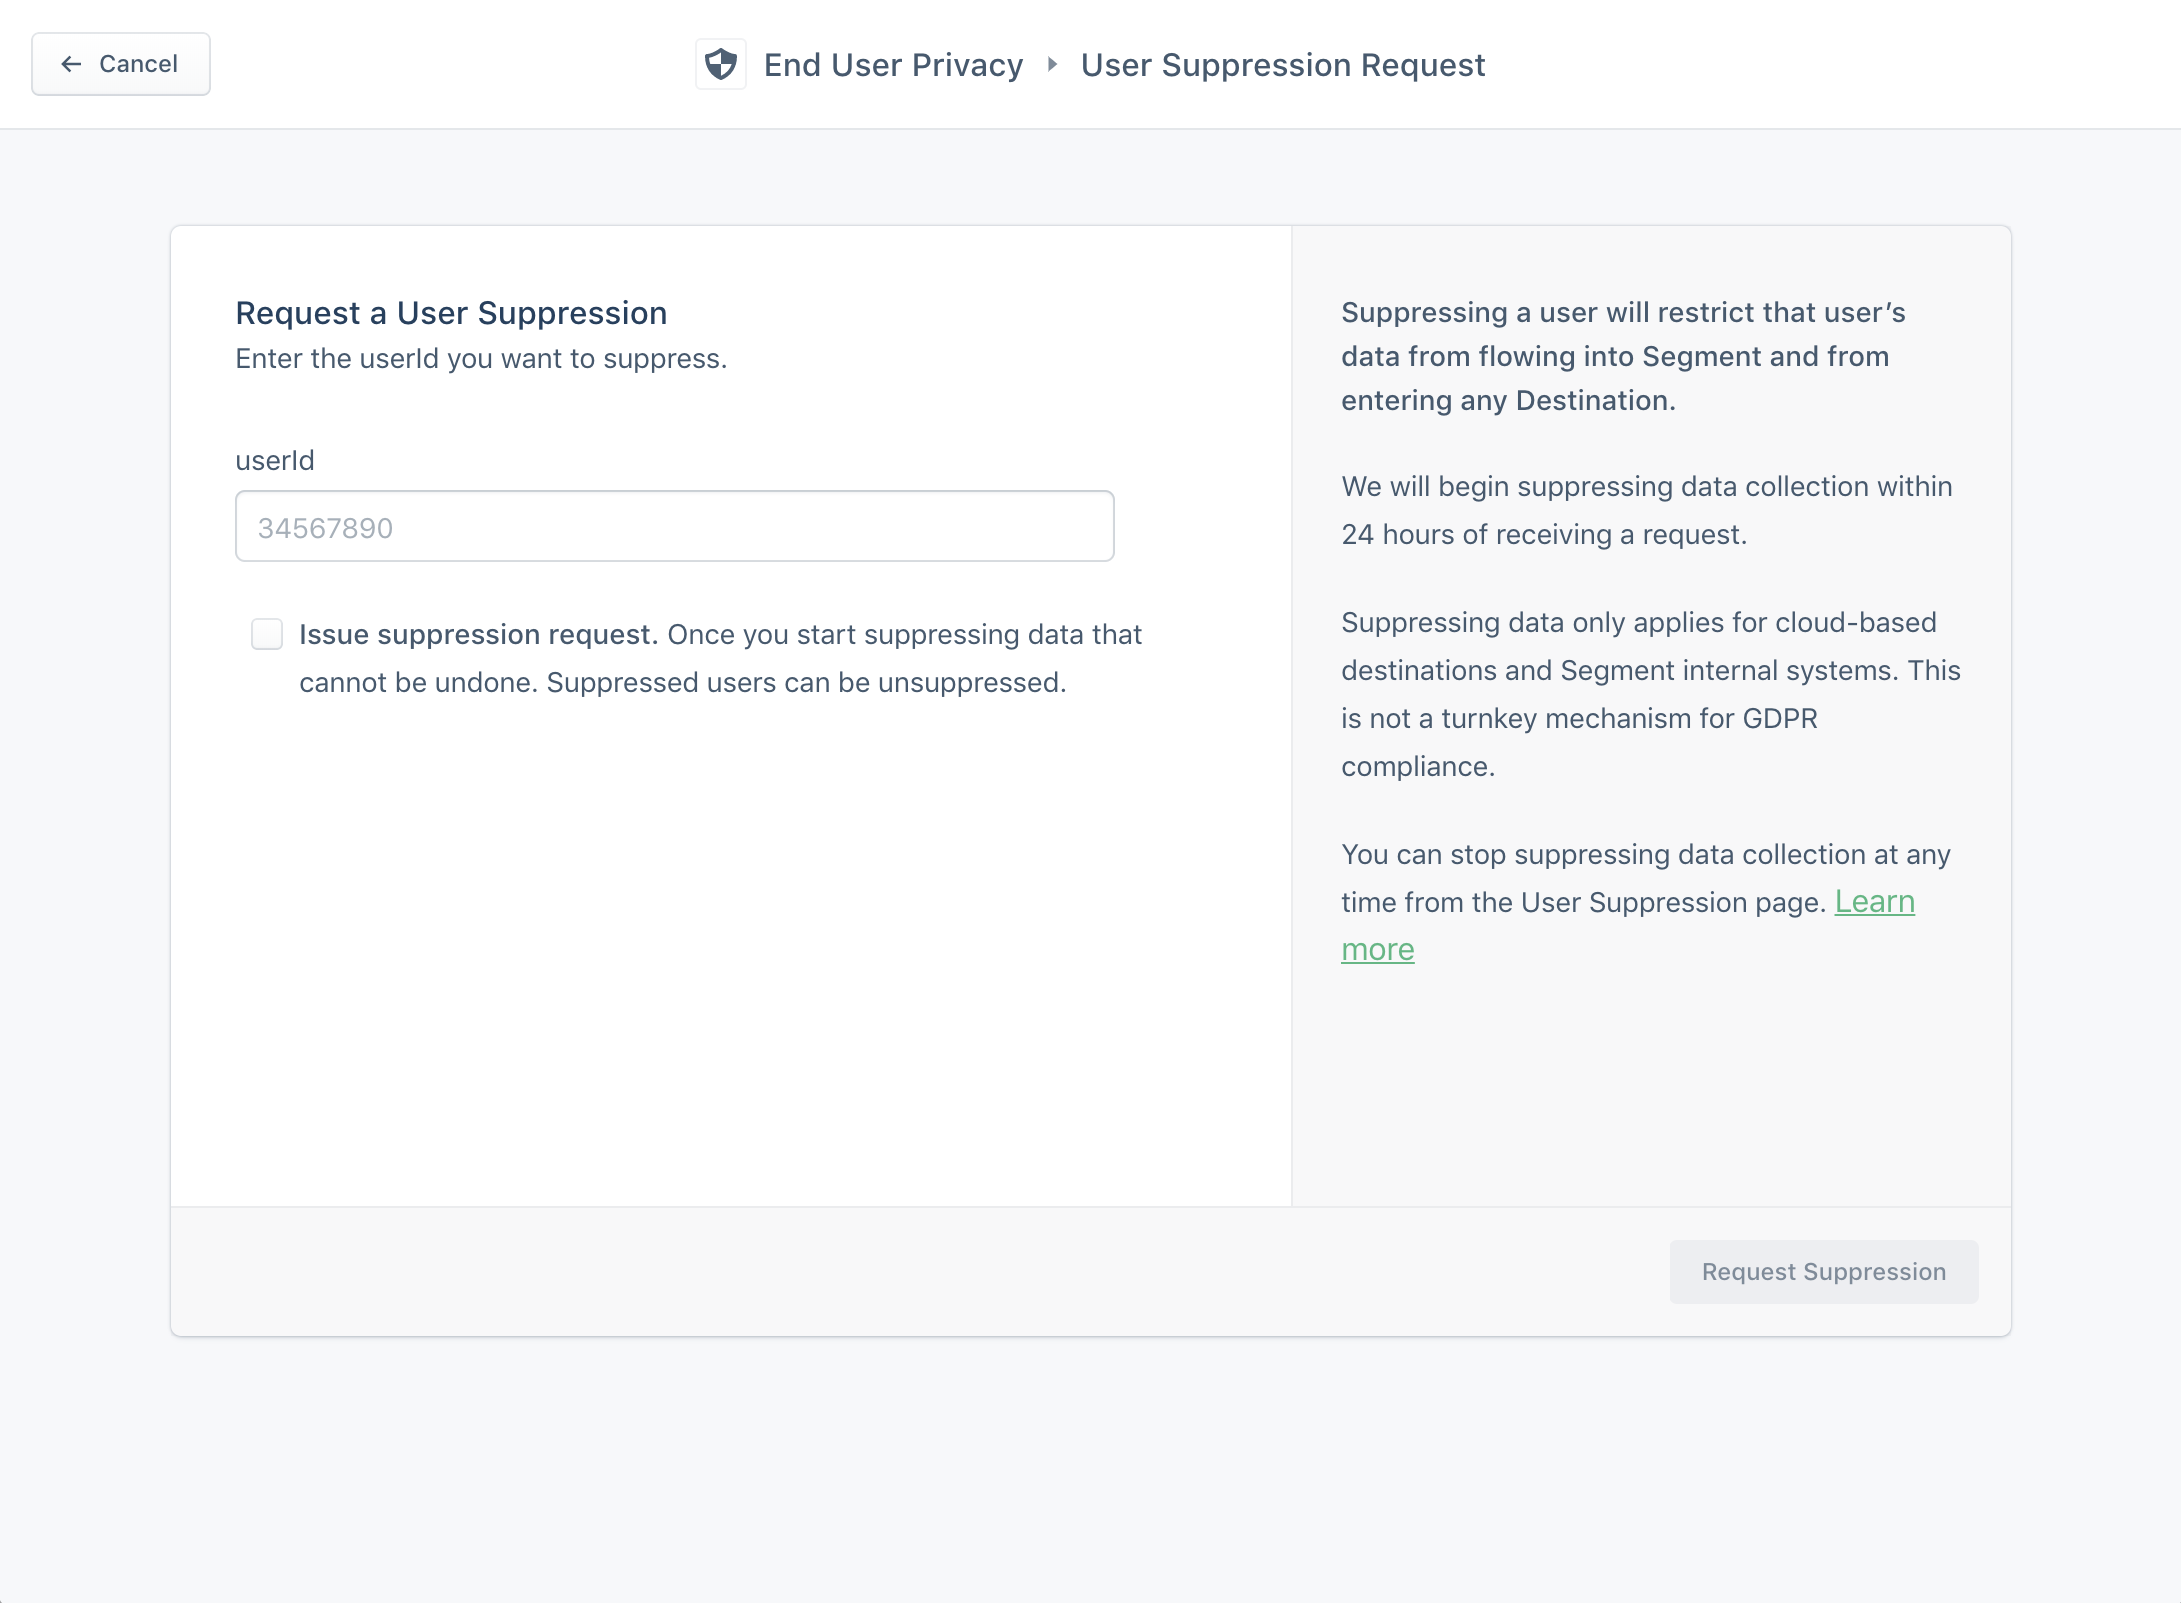 Cancel
End User Privacy
User Suppression Request
Request a User Suppression
Enter the userId you want to suppress.
userId
34567890
Issue suppression request. Once you start suppressing data that
cannot be undone. Suppressed users can be unsuppressed.
Suppressing a user will restrict that user’s
data from flowing into Segment and from
entering any Destination.
We will begin suppressing data collection within
24 hours of receiving a request.
Suppressing data only applies for cloud-based
destinations and Segment internal systems. This
is not a turnkey mechanism for GDPR
compliance.
You can stop suppressing data collection at any
time from the User Suppression page. Learn
more
Request Suppression